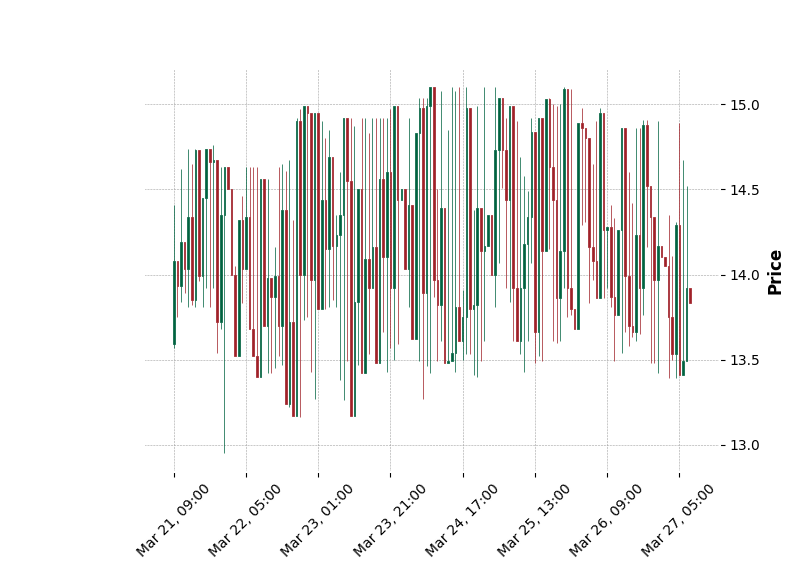 15.0
14.5
14.0
13.5
13.0
Price
Mar 21, 09:00
Mar 22, 05:00
Mar 23, 01:00
Mar 23, 21:00
Mar 24, 17:00
Mar 25, 13:00
Mar 26, 09:00
Mar 27, 05:00